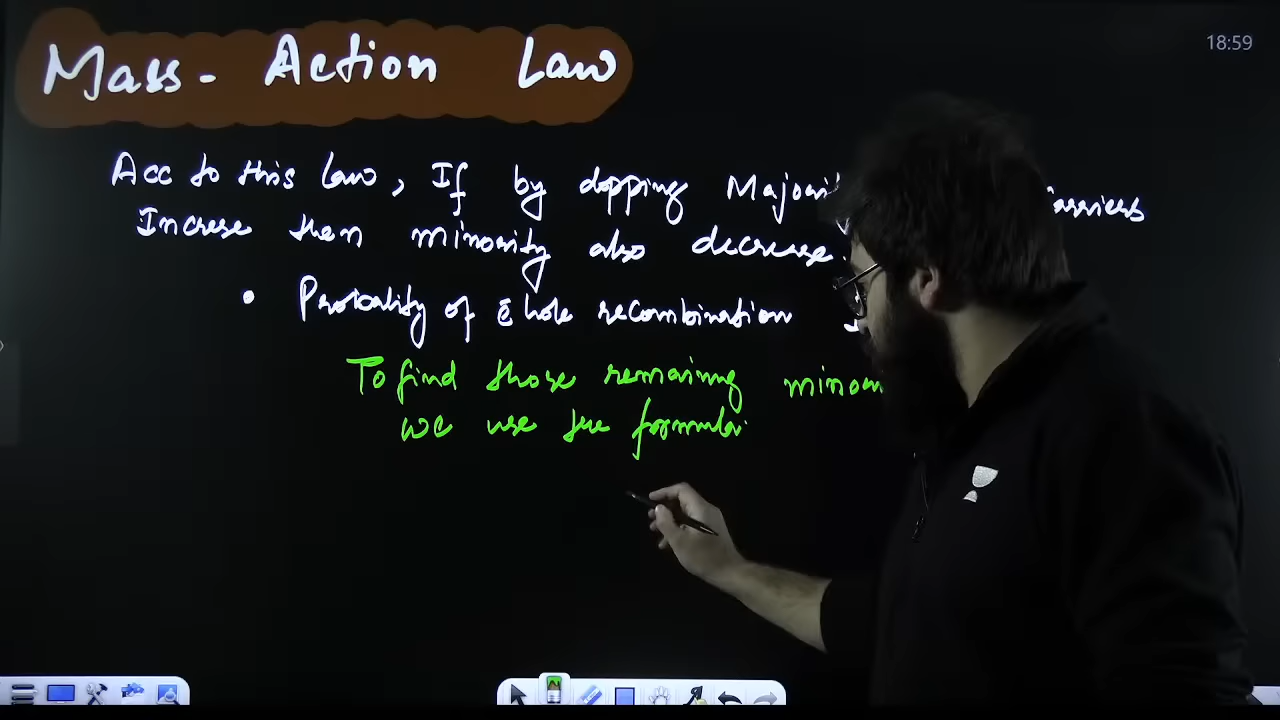 18:59
Mass - Action Law
Acc to this law, If by dopping Majori arriers
Increse then minority also decrease.
• Probality of ē hole recombination
To find those remaining minor
we use the formula